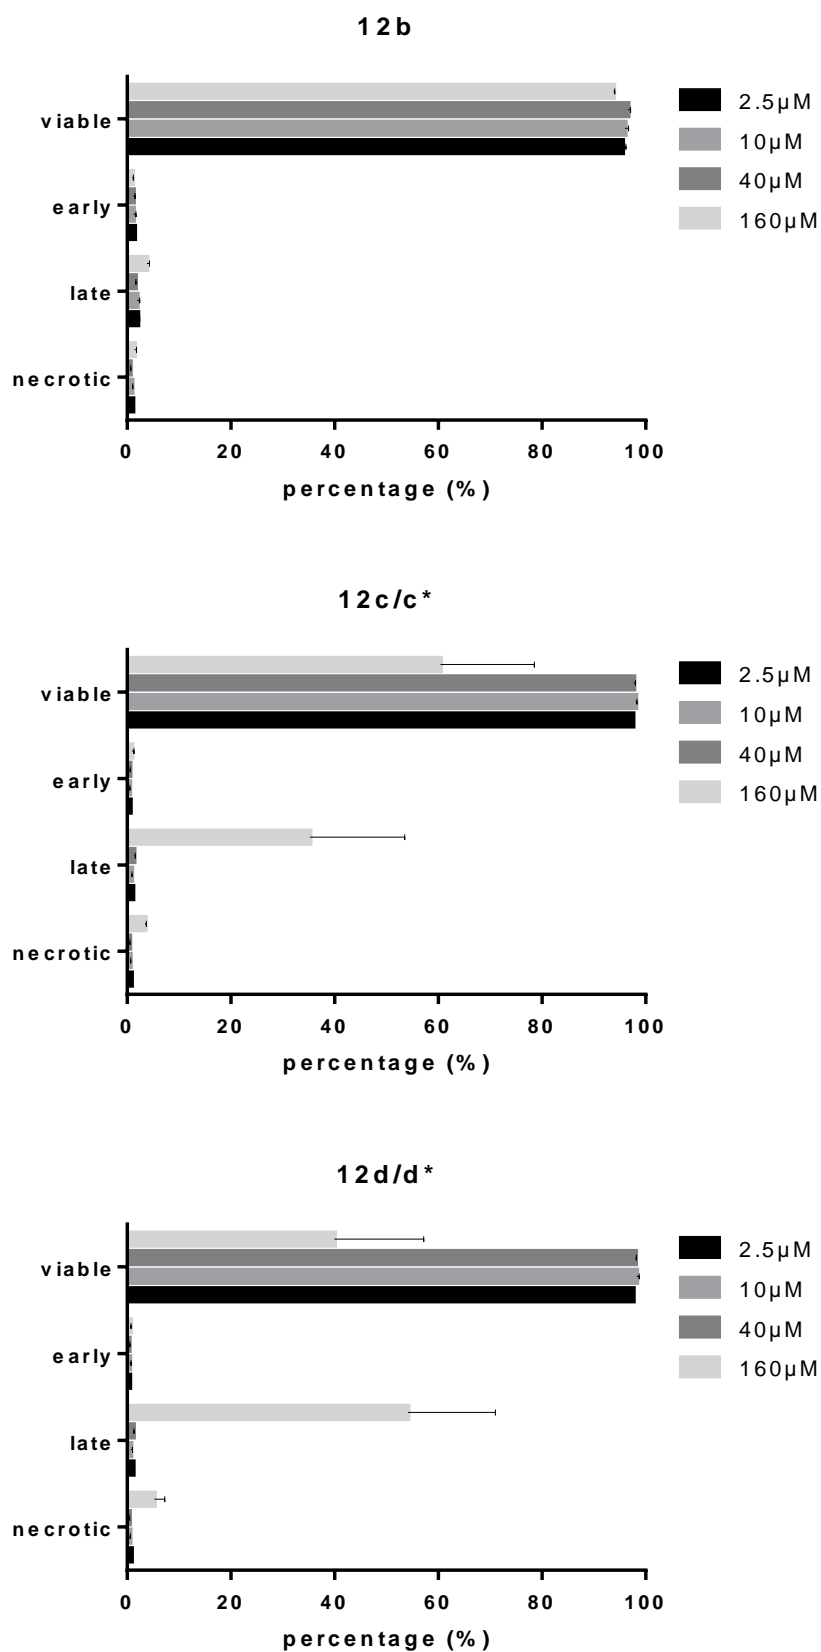 12b
viable
early
late
necrotic
0 20 40 60 80 100
percentage (%)
2.5µM
10µM
40µM
160µM
12c/c*
viable
early
late
necrotic
0 20 40 60 80 100
percentage (%)
2.5µM
10µM
40µM
160µM
12d/d*
viable
early
late
necrotic
0 20 40 60 80 100
percentage (%)
2.5µM
10µM
40µM
160µM